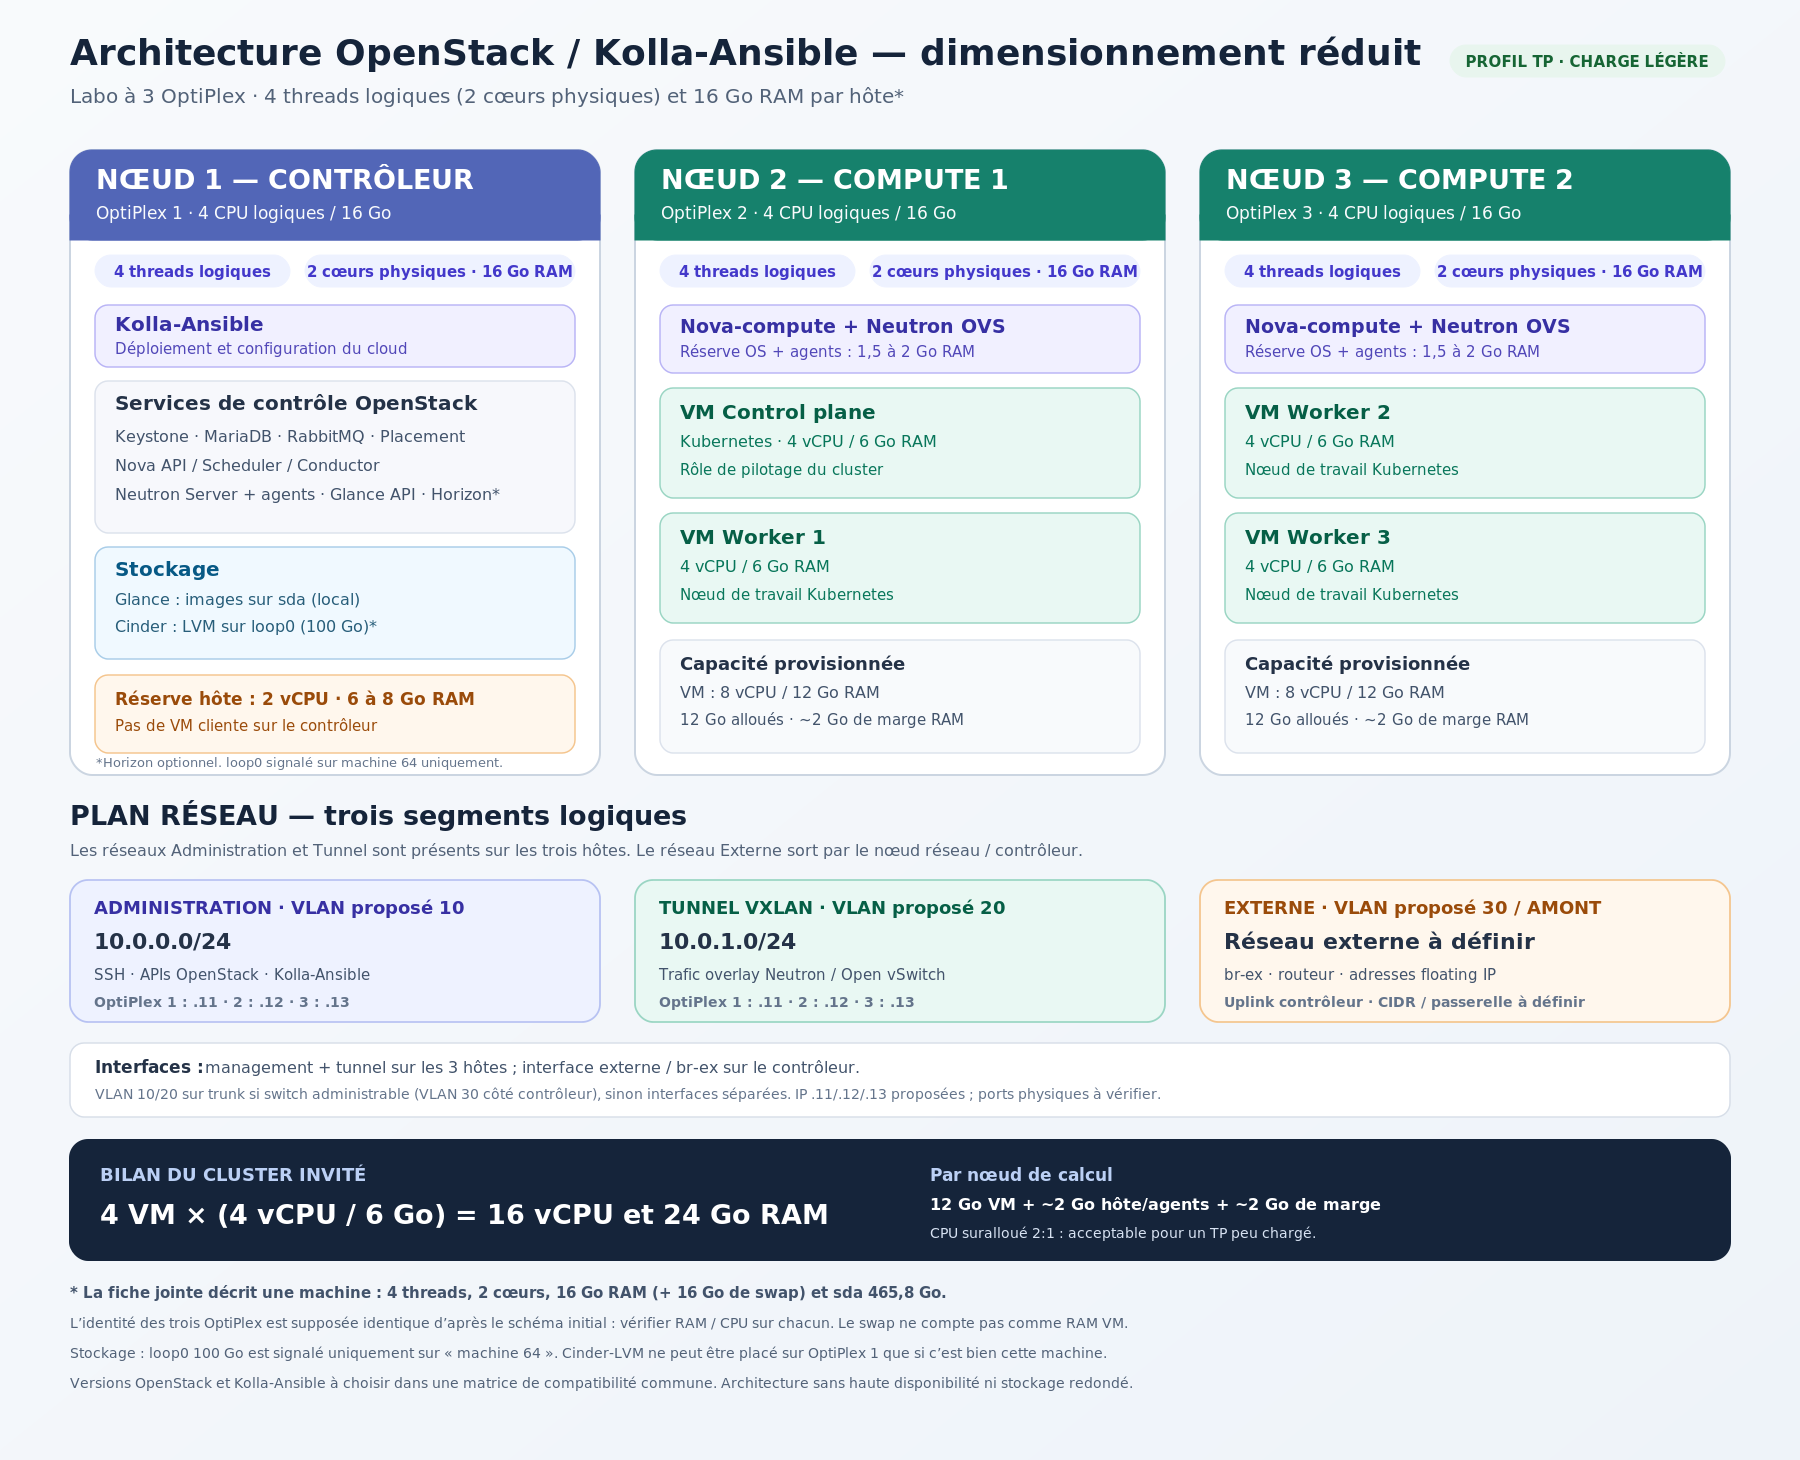 Architecture OpenStack / Kolla-Ansible — dimensionnement réduit
PROFIL TP · CHARGE LÉGÈRE
Labo à 3 OptiPlex · 4 threads logiques (2 cœurs physiques) et 16 Go RAM par hôte*
NŒUD 1 — CONTRÔLEUR
OptiPlex 1 · 4 CPU logiques / 16 Go
4 threads logiques
2 cœurs physiques · 16 Go RAM
Kolla-Ansible
Déploiement et configuration du cloud
Services de contrôle OpenStack
Keystone · MariaDB · RabbitMQ · Placement
Nova API / Scheduler / Conductor
Neutron Server + agents · Glance API · Horizon*
Stockage
Glance : images sur sda (local)
Cinder : LVM sur loop0 (100 Go)*
Réserve hôte : 2 vCPU · 6 à 8 Go RAM
Pas de VM cliente sur le contrôleur
*Horizon optionnel. loop0 signalé sur machine 64 uniquement.
NŒUD 2 — COMPUTE 1
OptiPlex 2 · 4 CPU logiques / 16 Go
4 threads logiques
2 cœurs physiques · 16 Go RAM
Nova-compute + Neutron OVS
Réserve OS + agents : 1,5 à 2 Go RAM
VM Control plane
Kubernetes · 4 vCPU / 6 Go RAM
Rôle de pilotage du cluster
VM Worker 1
4 vCPU / 6 Go RAM
Nœud de travail Kubernetes
Capacité provisionnée
VM : 8 vCPU / 12 Go RAM
12 Go alloués · ~2 Go de marge RAM
NŒUD 3 — COMPUTE 2
OptiPlex 3 · 4 CPU logiques / 16 Go
4 threads logiques
2 cœurs physiques · 16 Go RAM
Nova-compute + Neutron OVS
Réserve OS + agents : 1,5 à 2 Go RAM
VM Worker 2
4 vCPU / 6 Go RAM
Nœud de travail Kubernetes
VM Worker 3
4 vCPU / 6 Go RAM
Nœud de travail Kubernetes
Capacité provisionnée
VM : 8 vCPU / 12 Go RAM
12 Go alloués · ~2 Go de marge RAM
PLAN RÉSEAU — trois segments logiques
Les réseaux Administration et Tunnel sont présents sur les trois hôtes. Le réseau Externe sort par le nœud réseau / contrôleur.
ADMINISTRATION · VLAN proposé 10
10.0.0.0/24
SSH · APIs OpenStack · Kolla-Ansible
OptiPlex 1 : .11 · 2 : .12 · 3 : .13
TUNNEL VXLAN · VLAN proposé 20
10.0.1.0/24
Trafic overlay Neutron / Open vSwitch
OptiPlex 1 : .11 · 2 : .12 · 3 : .13
EXTERNE · VLAN proposé 30 / AMONT
Réseau externe à définir
br-ex · routeur · adresses floating IP
Uplink contrôleur · CIDR / passerelle à définir
Interfaces : management + tunnel sur les 3 hôtes ; interface externe / br-ex sur le contrôleur.
VLAN 10/20 sur trunk si switch administrable (VLAN 30 côté contrôleur), sinon interfaces séparées. IP .11/.12/.13 proposées ; ports physiques à vérifier.
BILAN DU CLUSTER INVITÉ
4 VM × (4 vCPU / 6 Go) = 16 vCPU et 24 Go RAM
Par nœud de calcul
12 Go VM + ~2 Go hôte/agents + ~2 Go de marge
CPU suralloué 2:1 : acceptable pour un TP peu chargé.
* La fiche jointe décrit une machine : 4 threads, 2 cœurs, 16 Go RAM (+ 16 Go de swap) et sda 465,8 Go.
L’identité des trois OptiPlex est supposée identique d’après le schéma initial : vérifier RAM / CPU sur chacun. Le swap ne compte pas comme RAM VM.
Stockage : loop0 100 Go est signalé uniquement sur « machine 64 ». Cinder-LVM ne peut être placé sur OptiPlex 1 que si c’est bien cette machine.
Versions OpenStack et Kolla-Ansible à choisir dans une matrice de compatibilité commune. Architecture sans haute disponibilité ni stockage redondé.